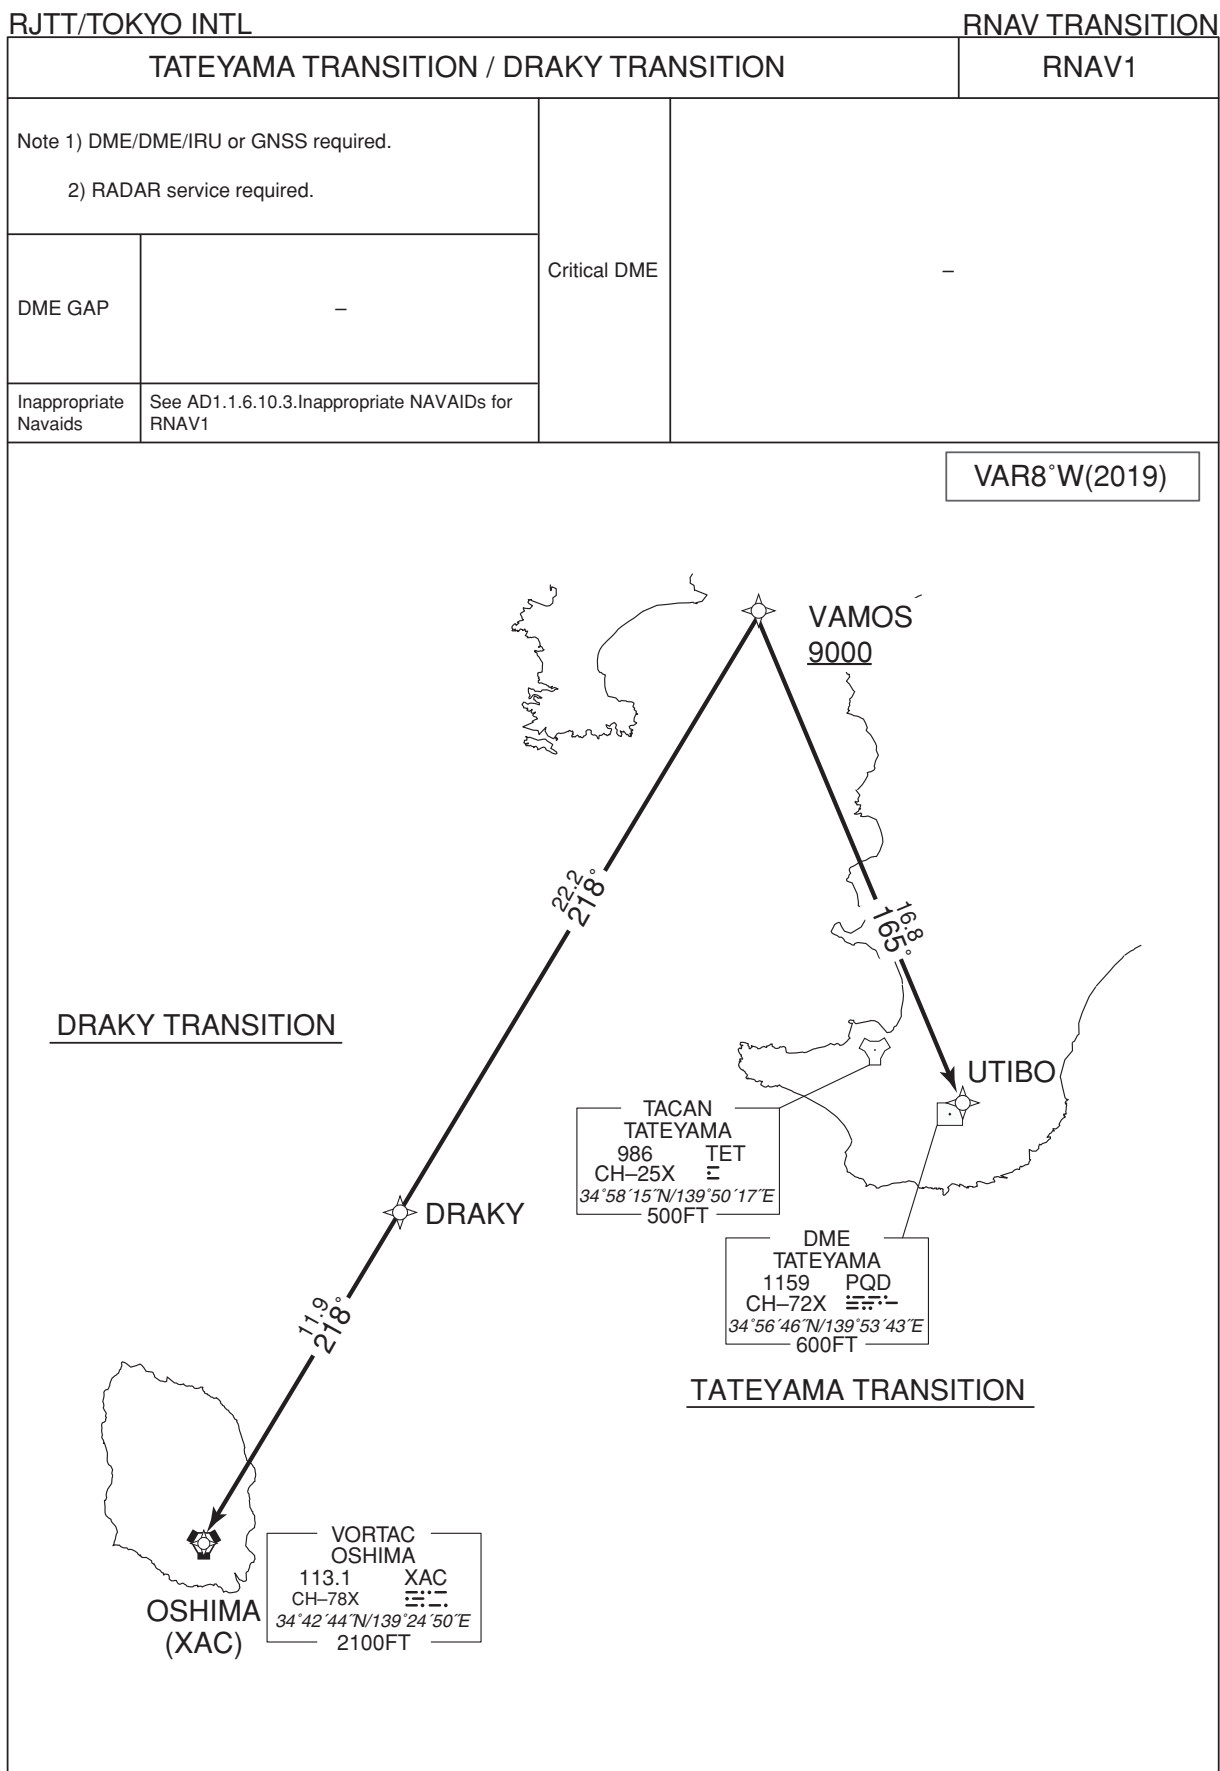 RJTT/TOKYO INTL
RNAV TRANSITION
TATEYAMA TRANSITION / DRAKY TRANSITION
RNAV1
Note 1) DME/DME/IRU or GNSS required.
2) RADAR service required.
DME GAP
–
Critical DME
–
Inappropriate
Navaids
See AD1.1.6.10.3.Inappropriate NAVAIDs for
RNAV1
VAR8°W(2019)
VAMOS
9000
22.2
218°
16.8
165°
DRAKY TRANSITION
UTIBO
TACAN
TATEYAMA
986 TET
CH–25X
34°58´15˝N/139°50´17˝E
500FT
DRAKY
DME
TATEYAMA
1159 PQD
CH–72X
34°56´46˝N/139°53´43˝E
600FT
11.9
218°
TATEYAMA TRANSITION
VORTAC
OSHIMA
113.1 XAC
CH–78X
34°42´44˝N/139°24´50˝E
2100FT
OSHIMA
(XAC)